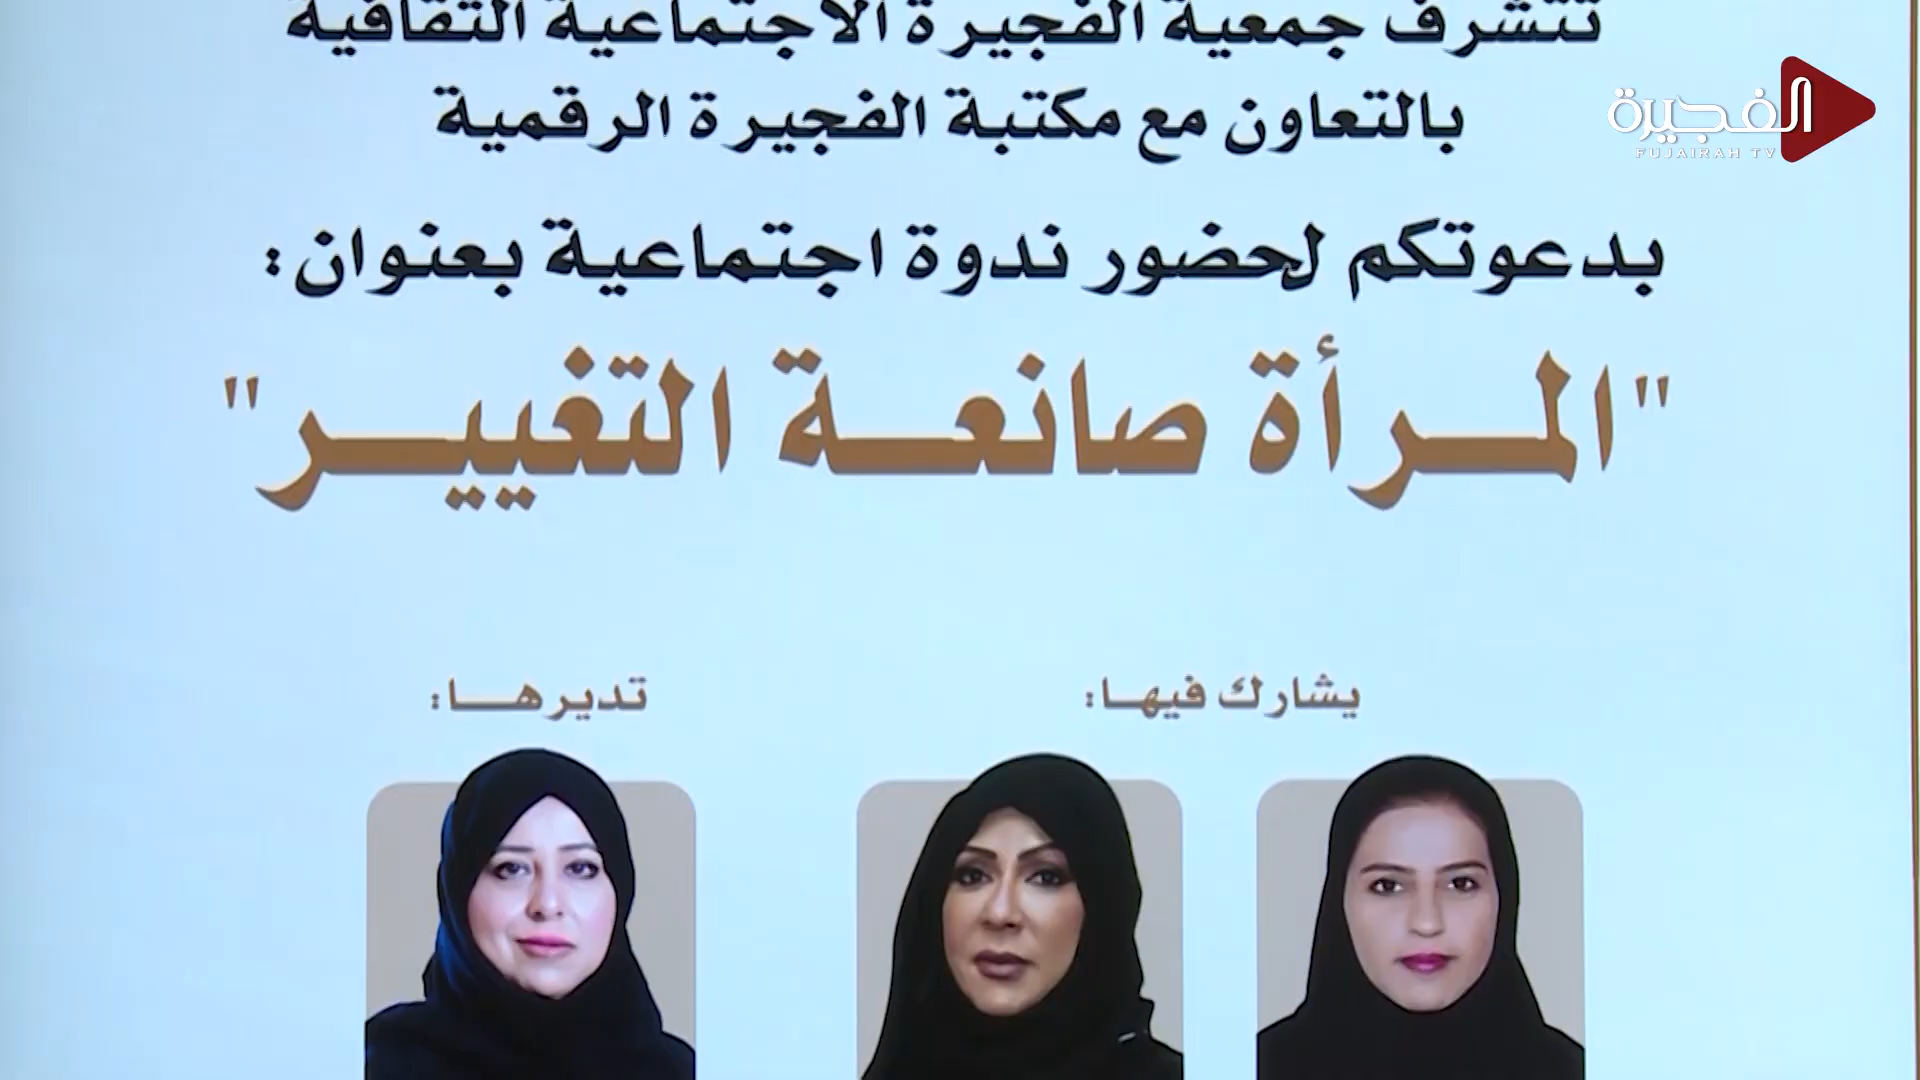 تتشرف جمعية الفجيرة الاجتماعية الثقافية
بالتعاون مع مكتبة الفجيرة الرقمية
بدعوتكم لحضور ندوة اجتماعية بعنوان:
"المرأة صانعة التغيير"
يشارك فيها:
تديرها:
الفجيرة
FUJAIRAH TV